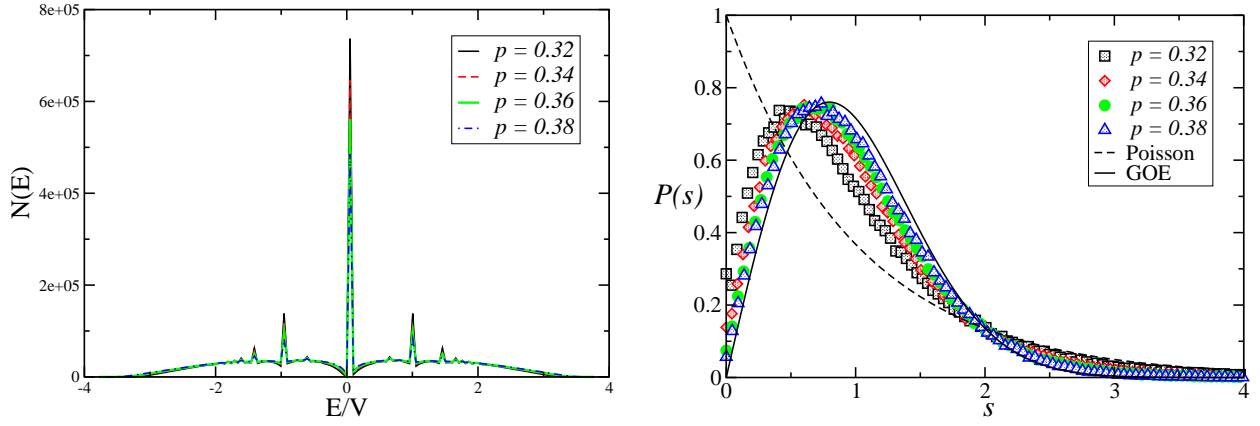 8e+05
6e+05
4e+05
2e+05
0
N(E)
-4
-2
0
2
4
E/V
p = 0.32
p = 0.34
p = 0.36
p = 0.38
1
0.8
0.6
0.4
0.2
0
P(s)
0
1
2
3
4
s
p = 0.32
p = 0.34
p = 0.36
p = 0.38
Poisson
GOE